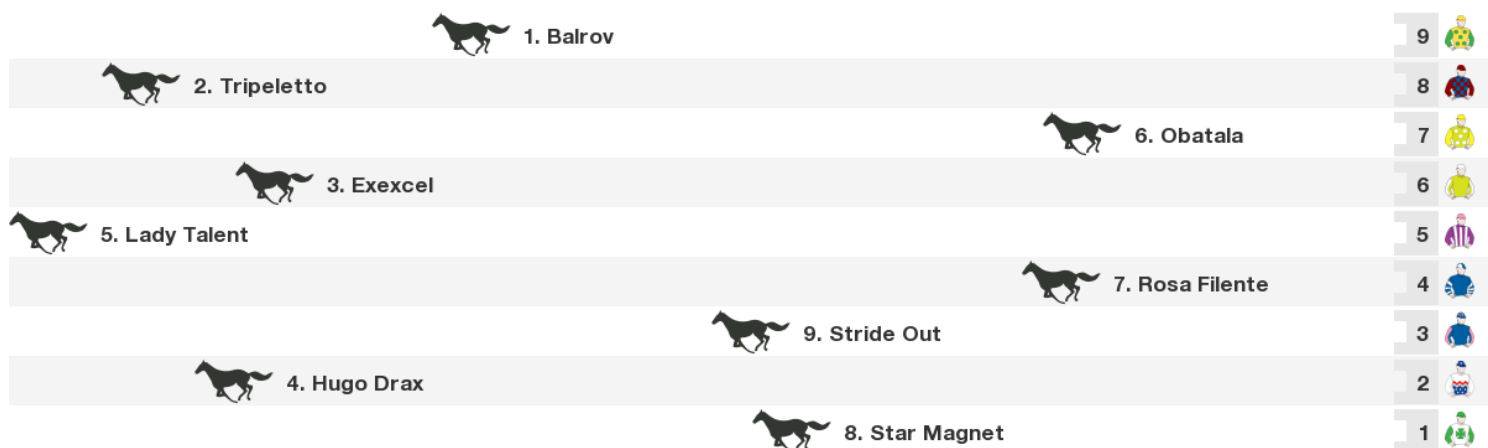 1. Balrov 9
2. Tripeletto 8
6. Obatala 7
3. Exexcel 6
5. Lady Talent 5
7. Rosa Filente 4
9. Stride Out 3
4. Hugo Drax 2
8. Star Magnet 1